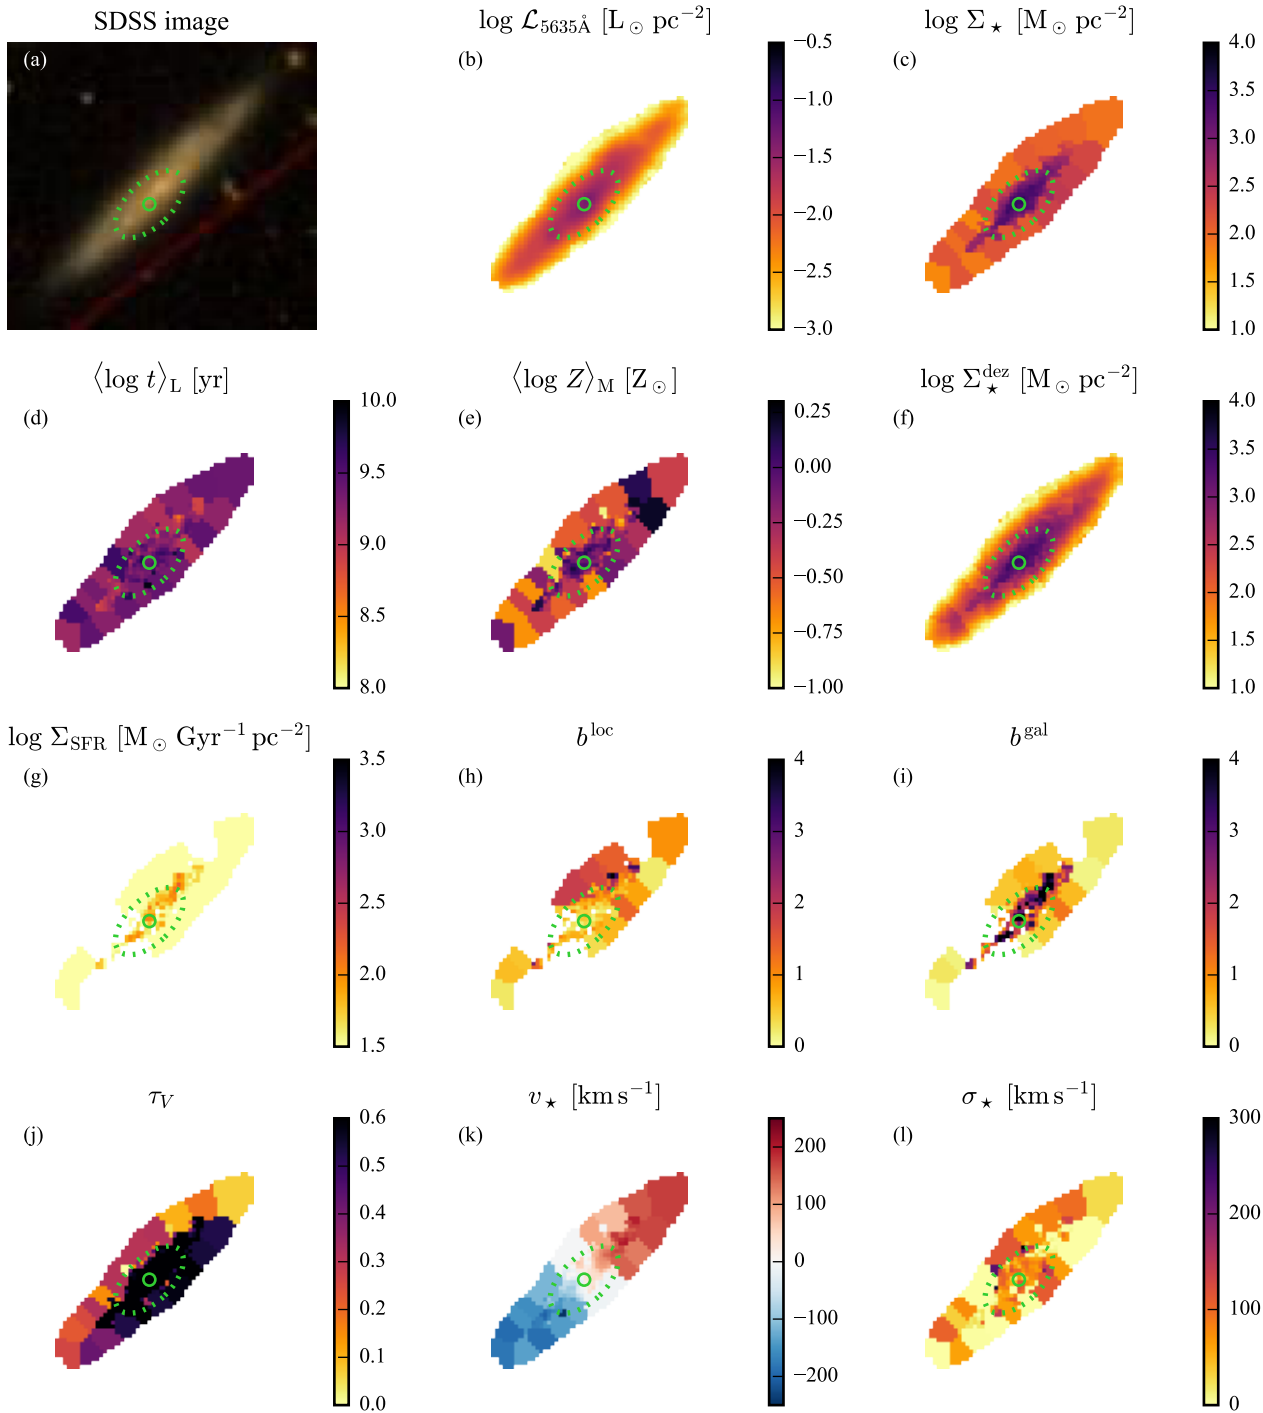 SDSS image
(a)
log ℒ₅₆₃₅Å [L⊙ pc⁻²]
(b)
−0.5
−1.0
−1.5
−2.0
−2.5
−3.0
log Σ⋆ [M⊙ pc⁻²]
(c)
4.0
3.5
3.0
2.5
2.0
1.5
1.0
⟨log t⟩L [yr]
(d)
10.0
9.5
9.0
8.5
8.0
⟨log Z⟩M [Z⊙]
(e)
0.25
0.00
−0.25
−0.50
−0.75
−1.00
log Σ⋆ᵈᵉᶻ [M⊙ pc⁻²]
(f)
4.0
3.5
3.0
2.5
2.0
1.5
1.0
log ΣSFR [M⊙ Gyr⁻¹ pc⁻²]
(g)
3.5
3.0
2.5
2.0
1.5
bˡᵒᶜ
(h)
4
3
2
1
0
bᵍᵃˡ
(i)
4
3
2
1
0
τV
(j)
0.6
0.5
0.4
0.3
0.2
0.1
0.0
v⋆ [km s⁻¹]
(k)
200
100
0
−100
−200
σ⋆ [km s⁻¹]
(l)
300
200
100
0